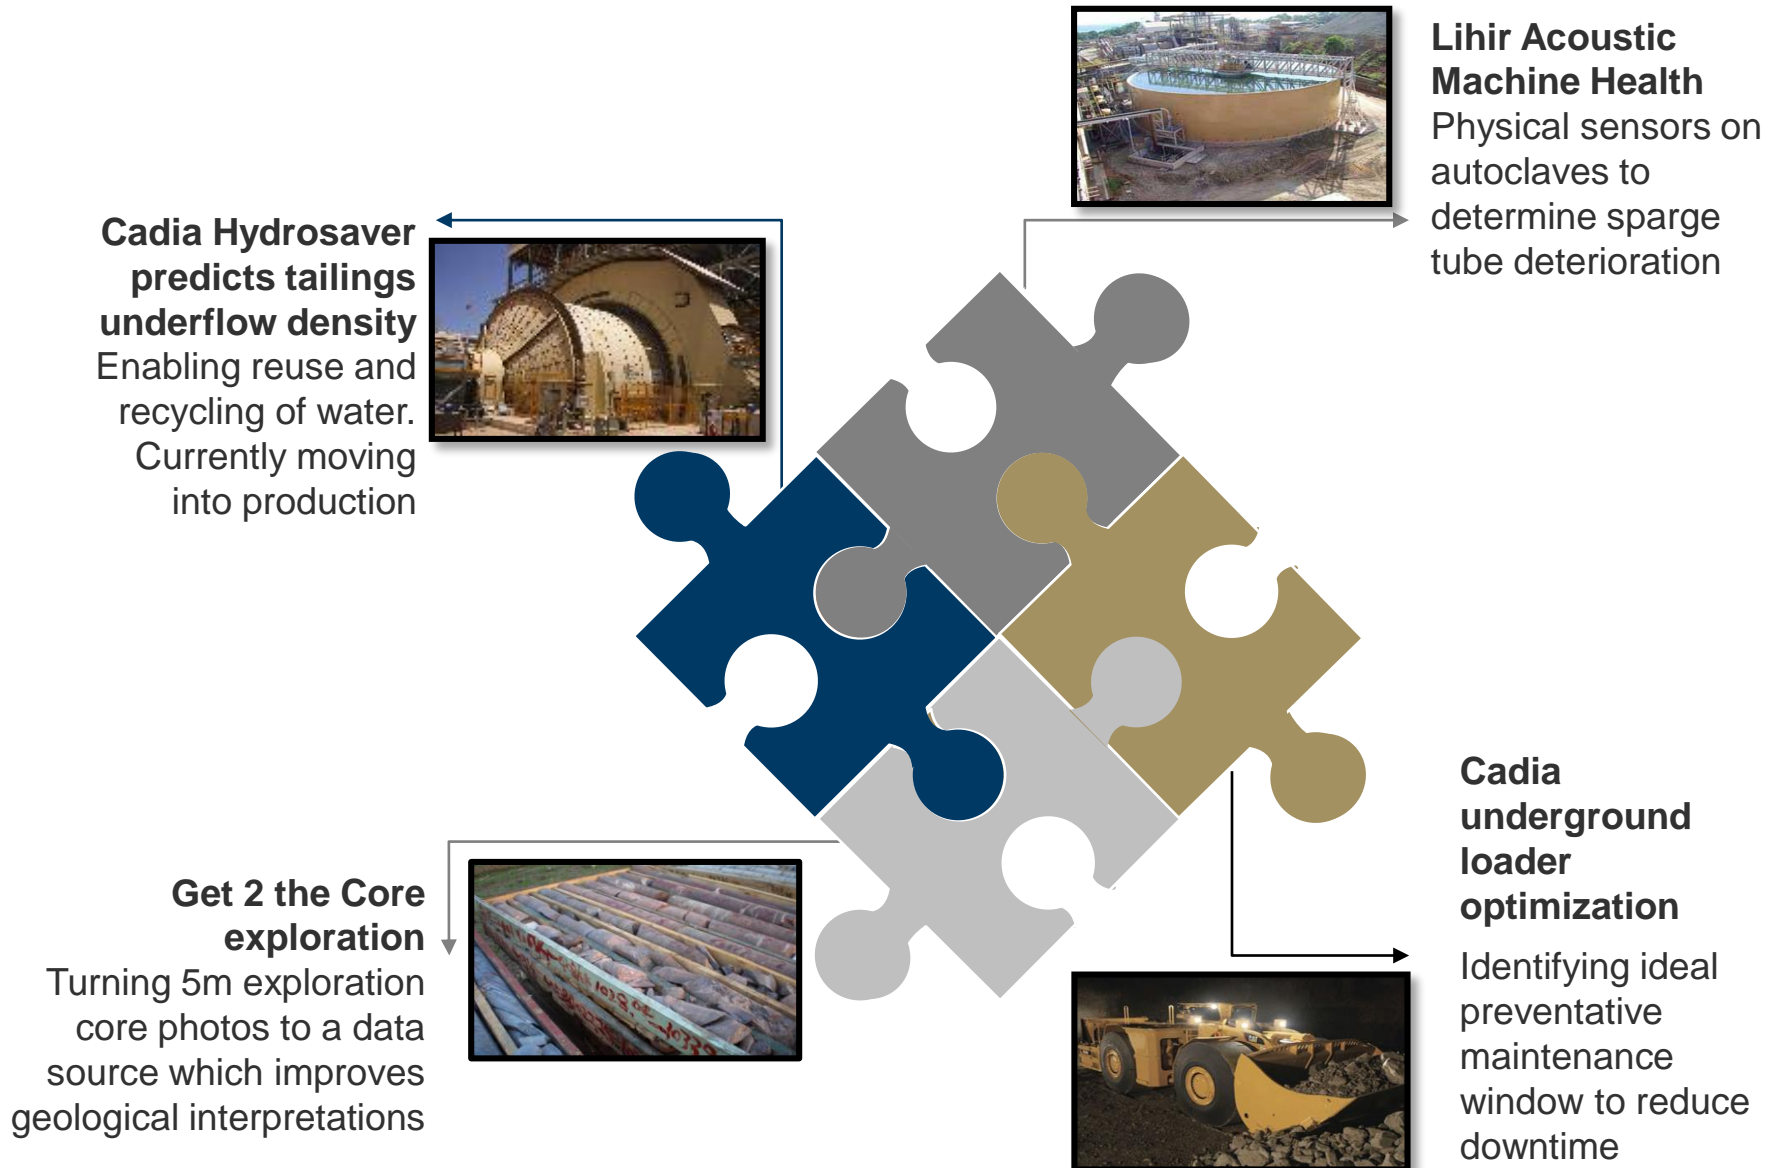 Lihir Acoustic
Machine Health
Physical sensors on
autoclaves to
determine sparge
tube deterioration
Cadia Hydrosaver
predicts tailings
underflow density
Enabling reuse and
recycling of water.
Currently moving
into production
Get 2 the Core
exploration
Turning 5m exploration
core photos to a data
source which improves
geological interpretations
Cadia
underground
loader
optimization
Identifying ideal
preventative
maintenance
window to reduce
downtime